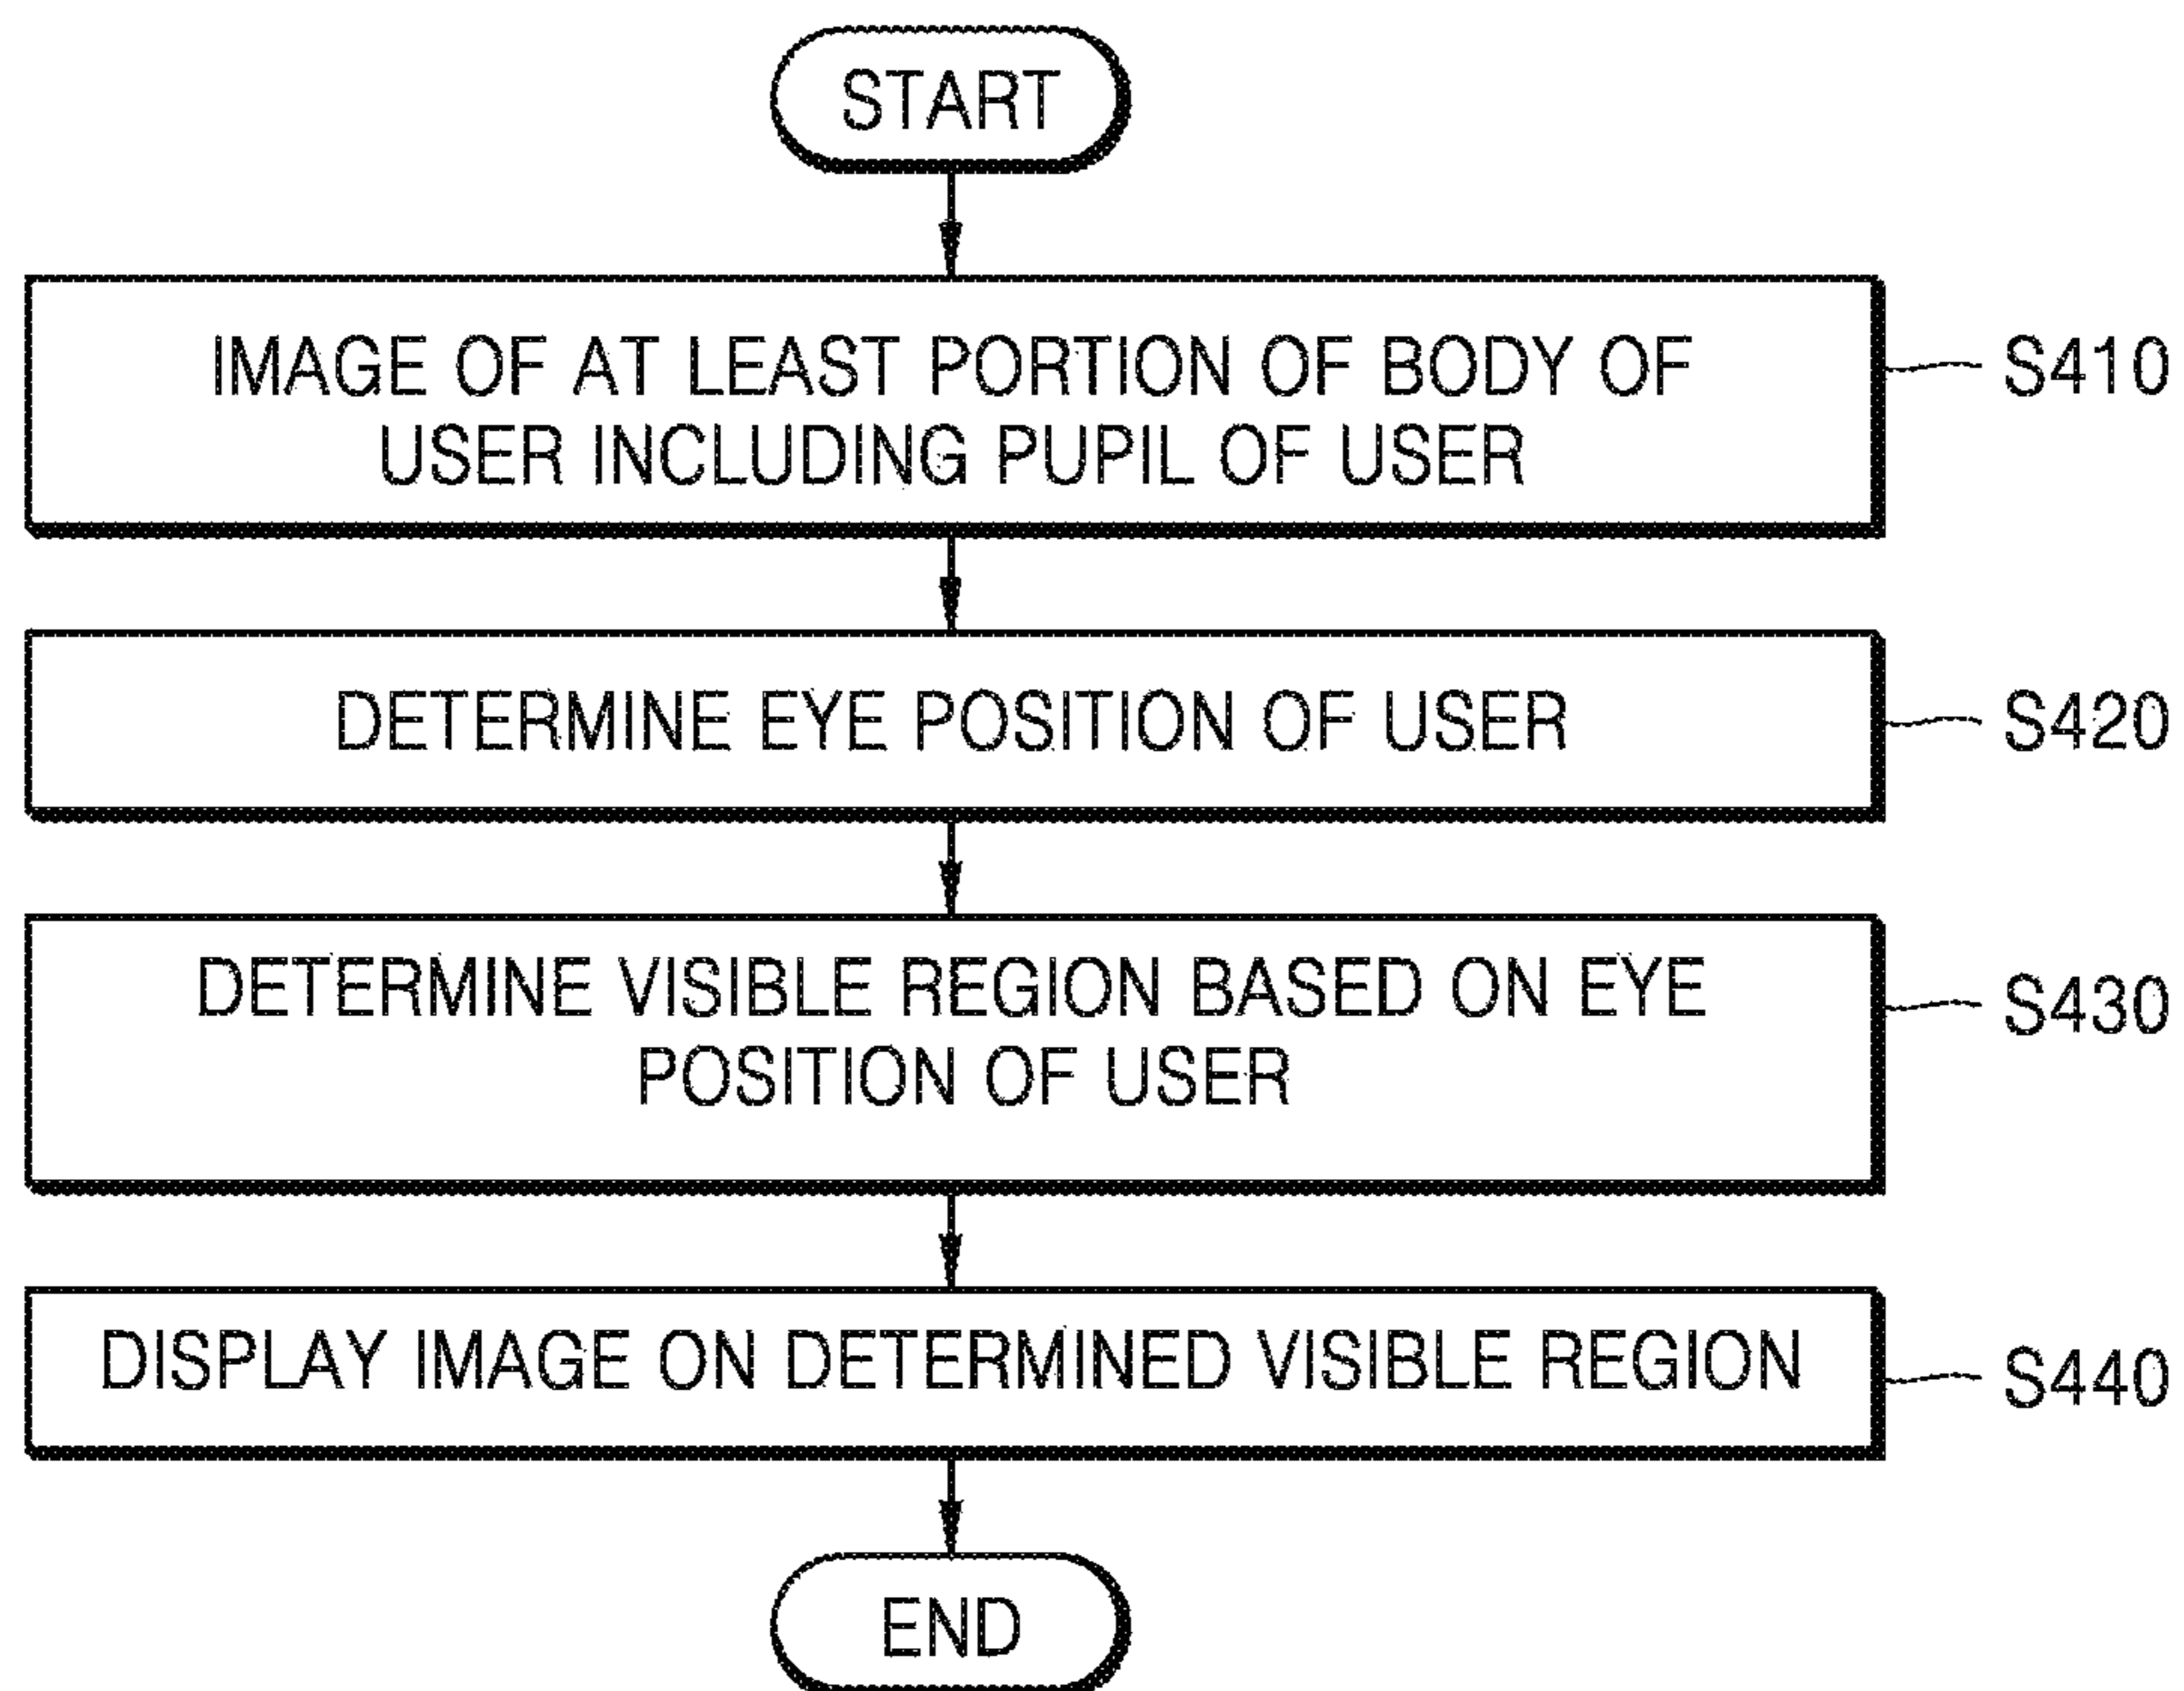 START
IMAGE OF AT LEAST PORTION OF BODY OF
USER INCLUDING PUPIL OF USER
S410
DETERMINE EYE POSITION OF USER
S420
DETERMINE VISIBLE REGION BASED ON EYE
POSITION OF USER
S430
DISPLAY IMAGE ON DETERMINED VISIBLE REGION
S440
END